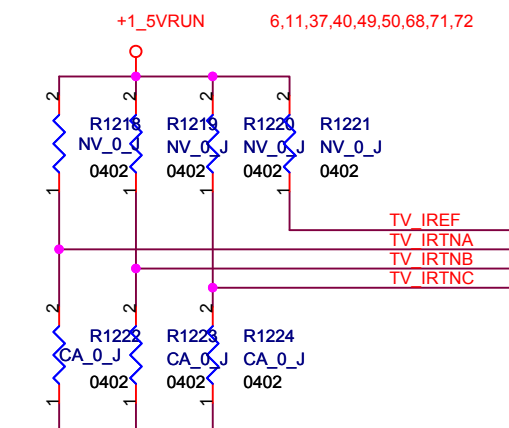 +1_5VRUN 6,11,37,40,49,50,68,71,72
2 2 2 2
R1218 R1219 R1220 R1221
NV_0_J NV_0_J NV_0_J NV_0_J
0402 0402 0402 0402
1 1 1 1
TV_IREF
TV_IRTNA
TV_IRTNB
TV_IRTNC
2 2 2
R1222 R1223 R1224
CA_0_J CA_0_J CA_0_J
0402 0402 0402
1 1 1